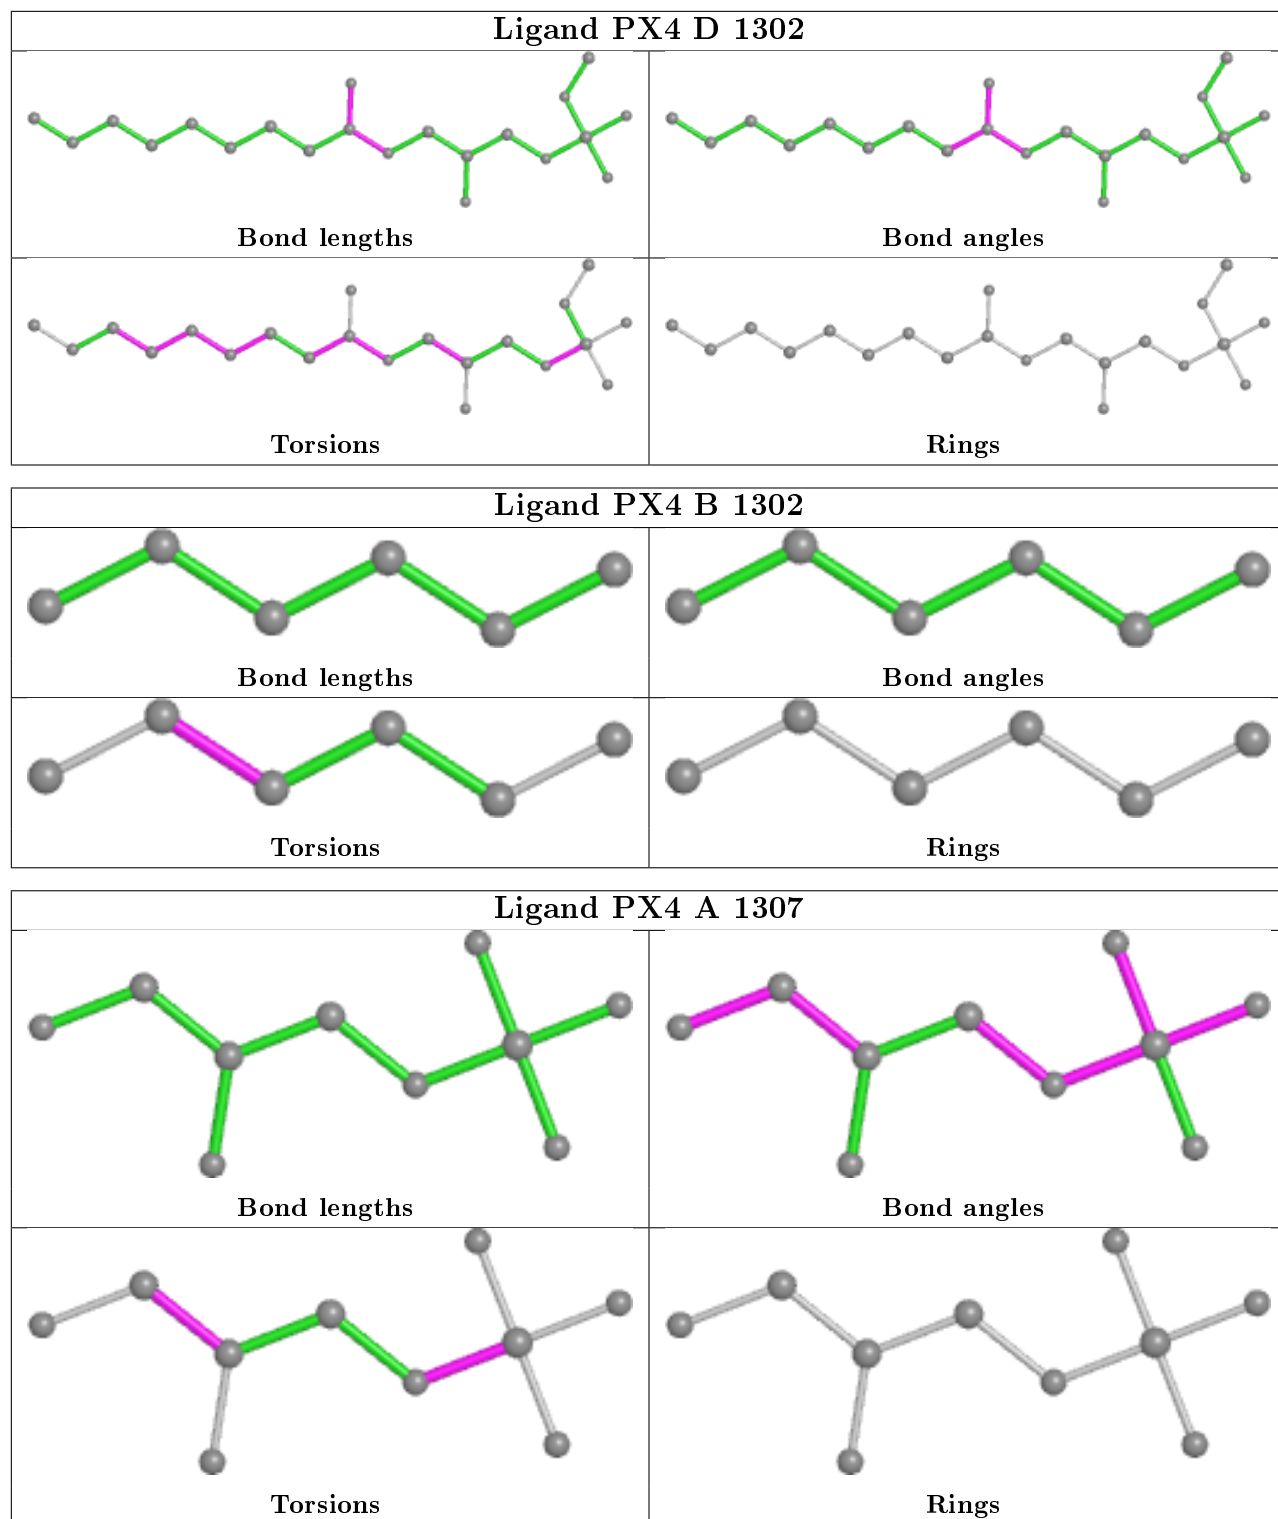 Ligand PX4 D 1302
Bond lengths
Bond angles
Torsions
Rings
Ligand PX4 B 1302
Bond lengths
Bond angles
Torsions
Rings
Ligand PX4 A 1307
Bond lengths
Bond angles
Torsions
Rings